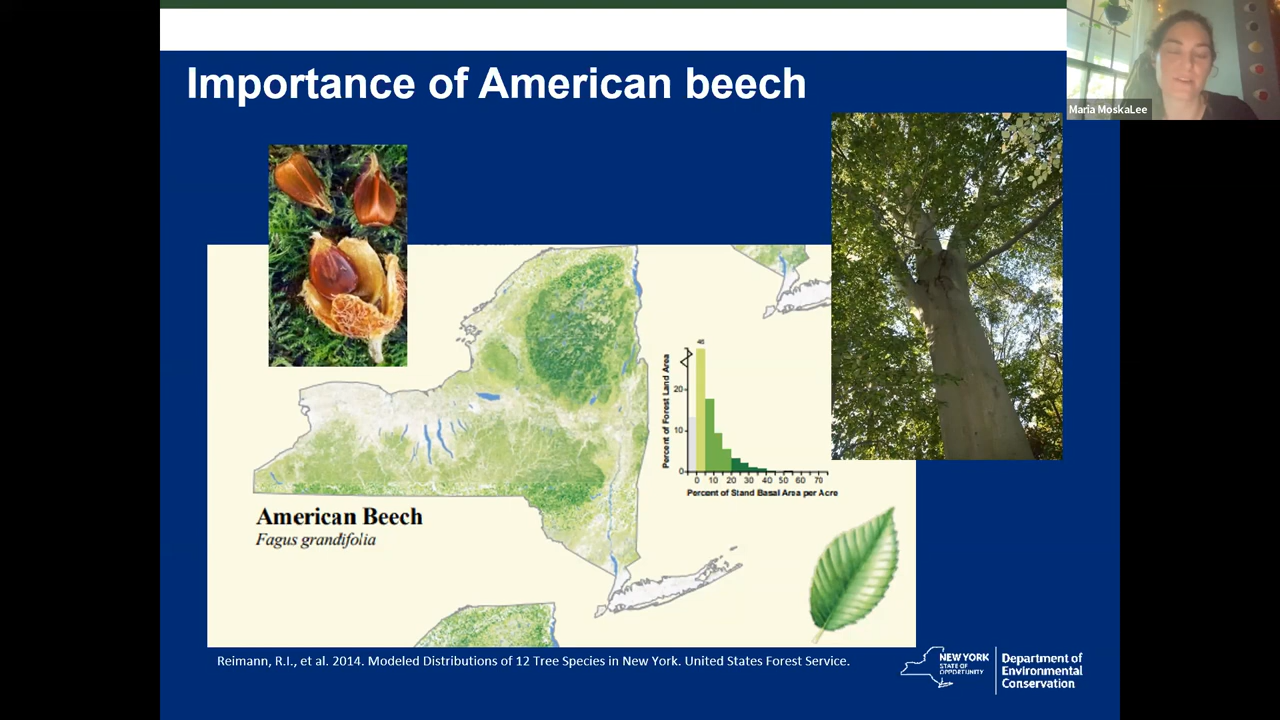 Importance of American beech
Maria MoskaLee
American Beech
Fagus grandifolia
Percent of Forest Land Area
45
20
10
0
0 10 20 30 40 50 60 70
Percent of Stand Basal Area per Acre
Reimann, R.I., et al. 2014. Modeled Distributions of 12 Tree Species in New York. United States Forest Service.
NEW YORK
STATE OF
OPPORTUNITY
Department of
Environmental
Conservation